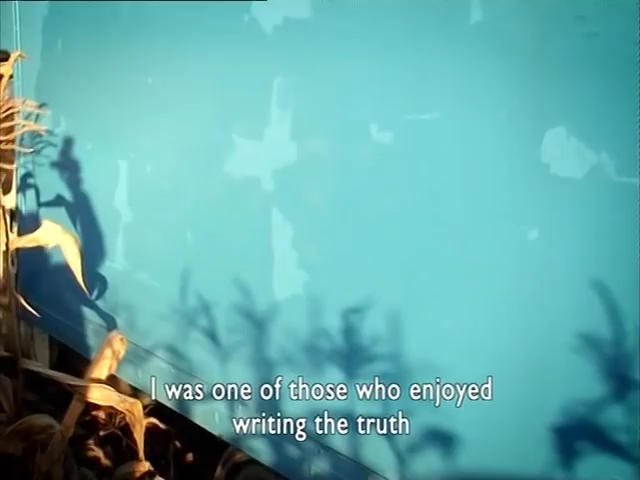 I was one of those who enjoyed
writing the truth